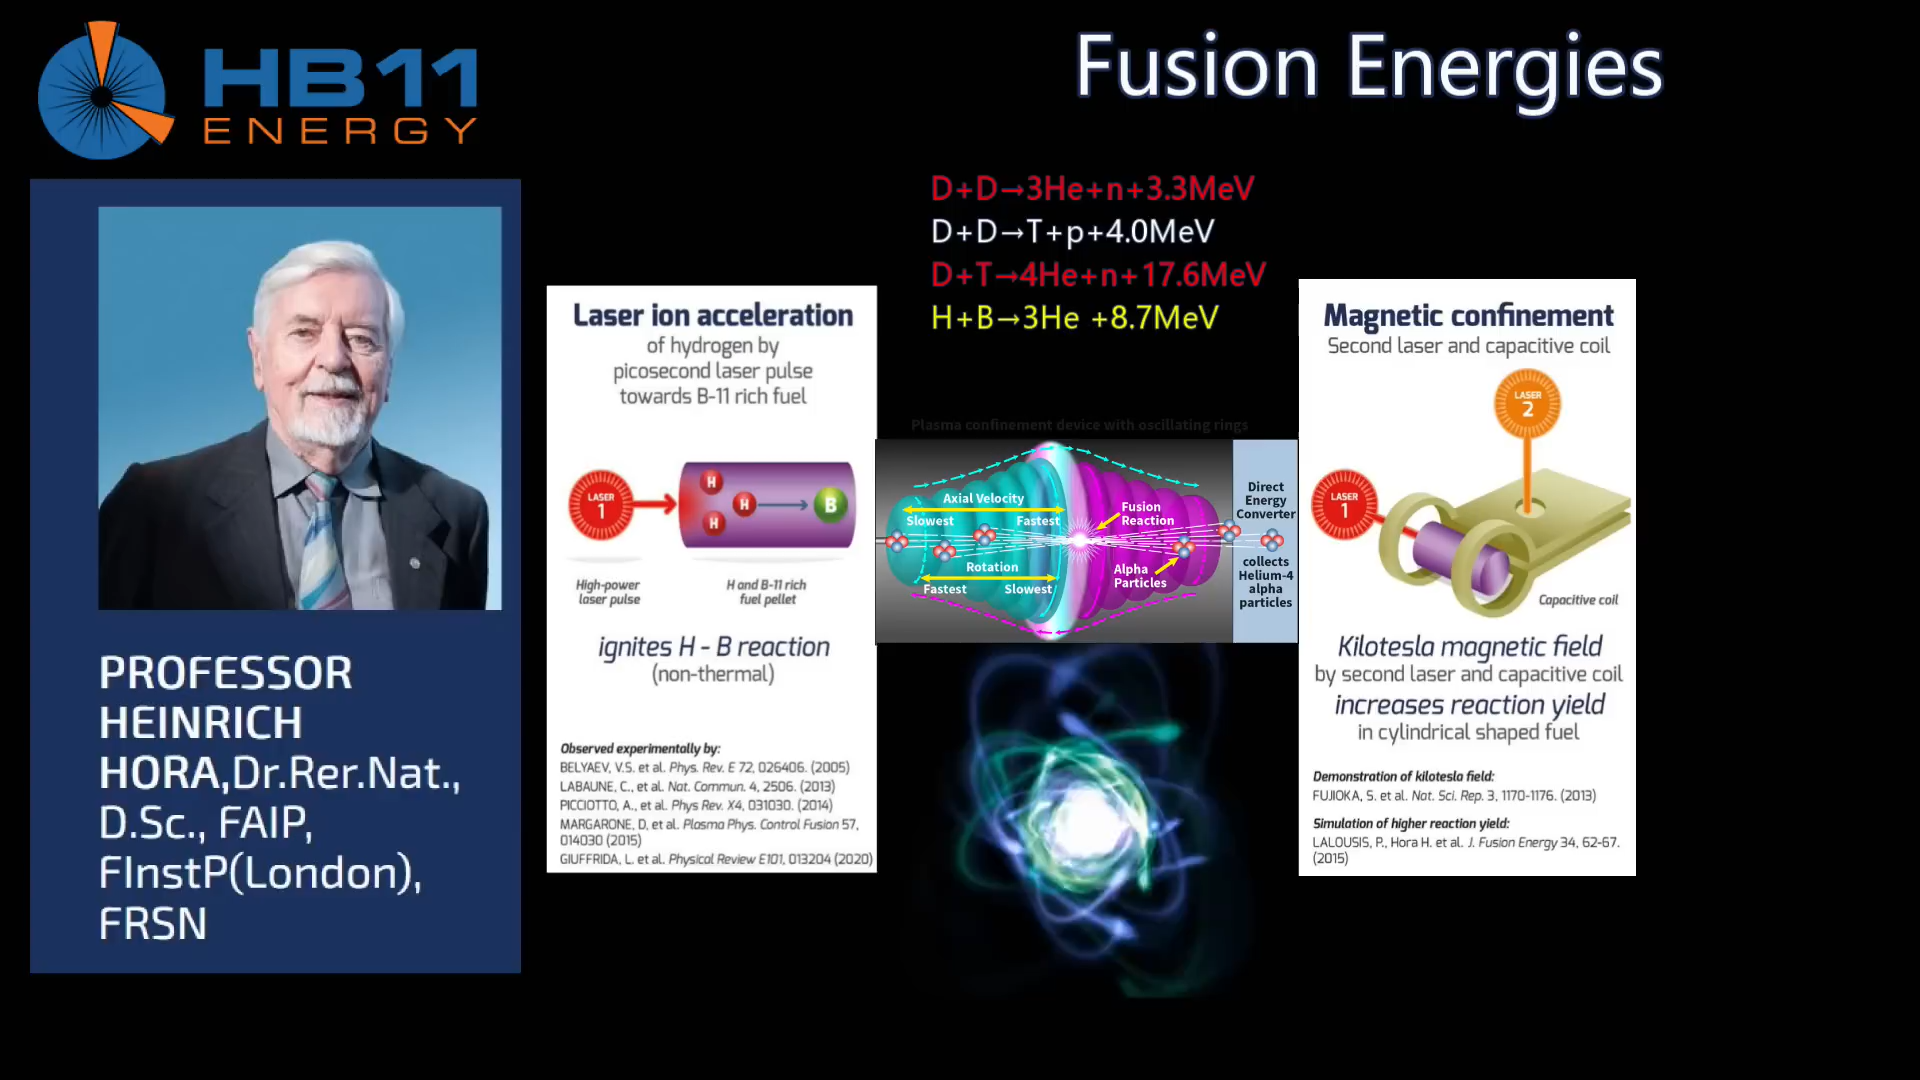 HB11
ENERGY
Fusion Energies
D+D→3He+n+3.3MeV
D+D→T+p+4.0MeV
D+T→4He+n+17.6MeV
H+B→3He +8.7MeV
PROFESSOR
HEINRICH
HORA,Dr.Rer.Nat.,
D.Sc., FAIP,
FInstP(London),
FRSN
Laser ion acceleration
of hydrogen by
picosecond laser pulse
towards B-11 rich fuel
LASER
1
H
H
H
B
High-power
laser pulse
H and B-11 rich
fuel pellet
ignites H - B reaction
(non-thermal)
Observed experimentally by:
BELYAEV, V.S. et al. Phys. Rev. E 72, 026406. (2005)
LABAUNE, C., et al. Nat. Commun. 4, 2506. (2013)
PICCIOTTO, A., et al. Phys Rev. X4, 031030. (2014)
MARGARONE, D, et al. Plasma Phys. Control Fusion 57,
014030 (2015)
GIUFFRIDA, L. et al. Physical Review E101, 013204 (2020)
Plasma confinement device with oscillating rings
Axial Velocity
Slowest
Fastest
Fusion
Reaction
Rotation
Fastest
Slowest
Alpha
Particles
Direct
Energy
Converter
collects
Helium-4
alpha
particles
Magnetic confinement
Second laser and capacitive coil
LASER
2
LASER
1
Capacitive coil
Kilotesla magnetic field
by second laser and capacitive coil
increases reaction yield
in cylindrical shaped fuel
Demonstration of kilotesla field:
FUJIOKA, S. et al. Nat. Sci. Rep. 3, 1170-1176. (2013)
Simulation of higher reaction yield:
LALOUSIS, P., Hora H. et al. J. Fusion Energy 34, 62-67.
(2015)